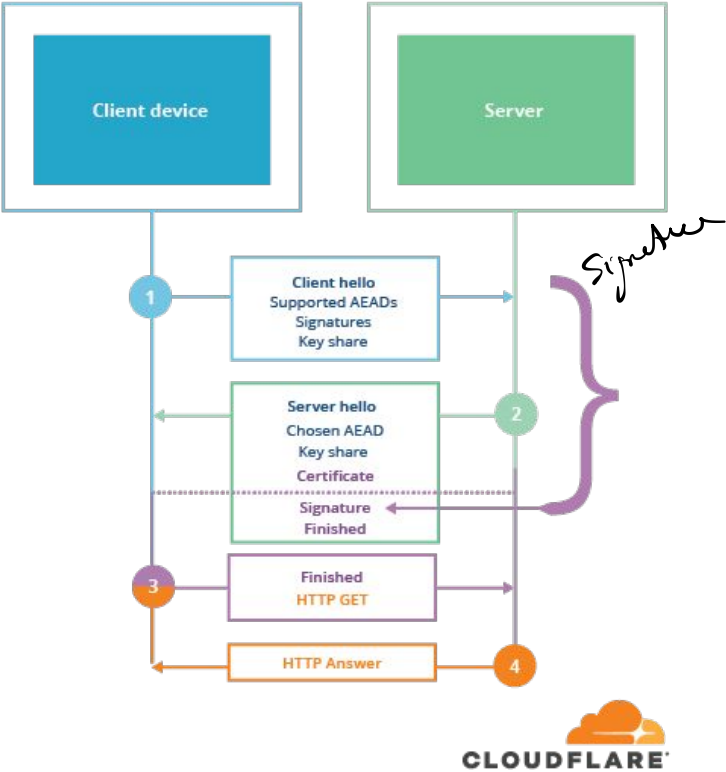 Client device
Server
Signature
1
Client hello
Supported AEADs
Signatures
Key share
2
Server hello
Chosen AEAD
Key share
Certificate
Signature
Finished
3
Finished
HTTP GET
HTTP Answer
4
CLOUDFLARE